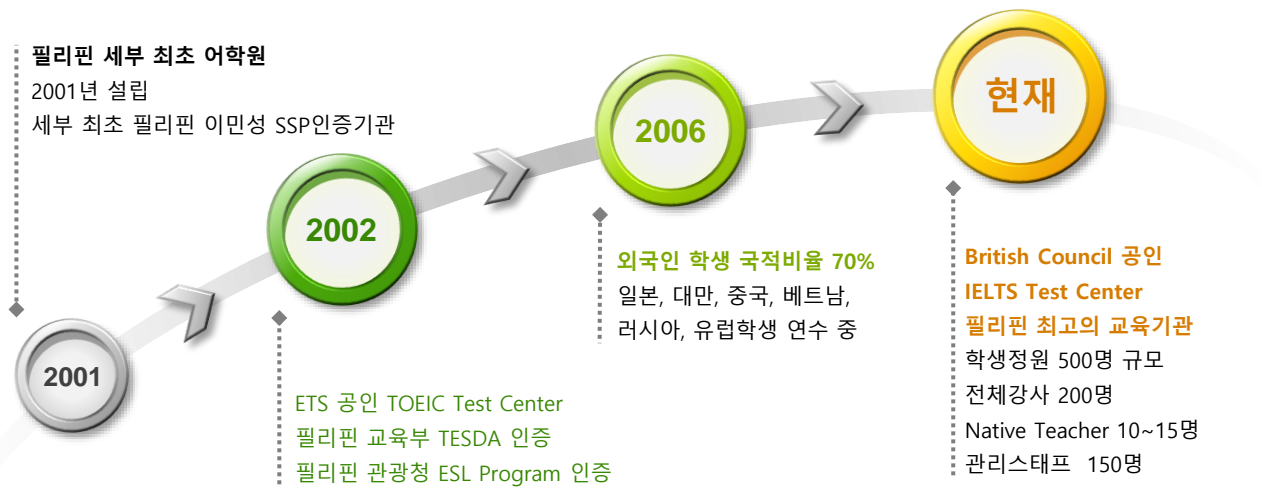 필리핀 세부 최초 어학원
2001년 설립
세부 최초 필리핀 이민성 SSP인증기관
2001
2002
ETS 공인 TOEIC Test Center
필리핀 교육부 TESDA 인증
필리핀 관광청 ESL Program 인증
2006
외국인 학생 국적비율 70%
일본, 대만, 중국, 베트남,
러시아, 유럽학생 연수 중
현재
British Council 공인
IELTS Test Center
필리핀 최고의 교육기관
학생정원 500명 규모
전체강사 200명
Native Teacher 10~15명
관리스태프 150명